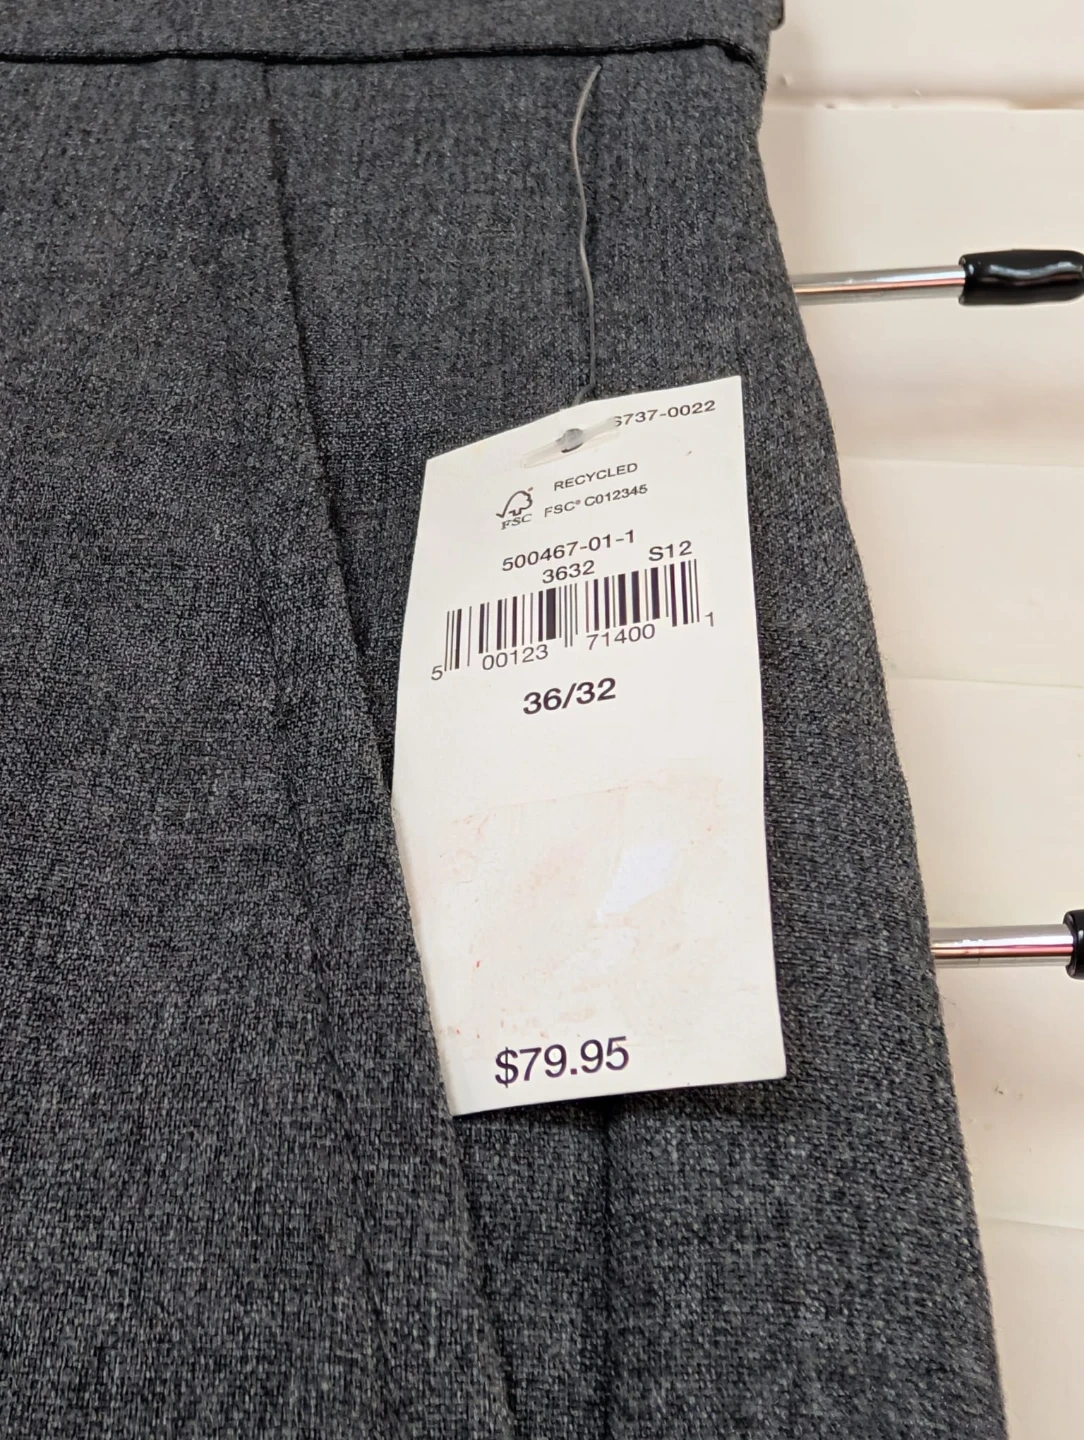 6737-0022
RECYCLED
FSC® C012345
FSC
500467-01-1
3632 S12
5 00123 71400 1
36/32
$79.95